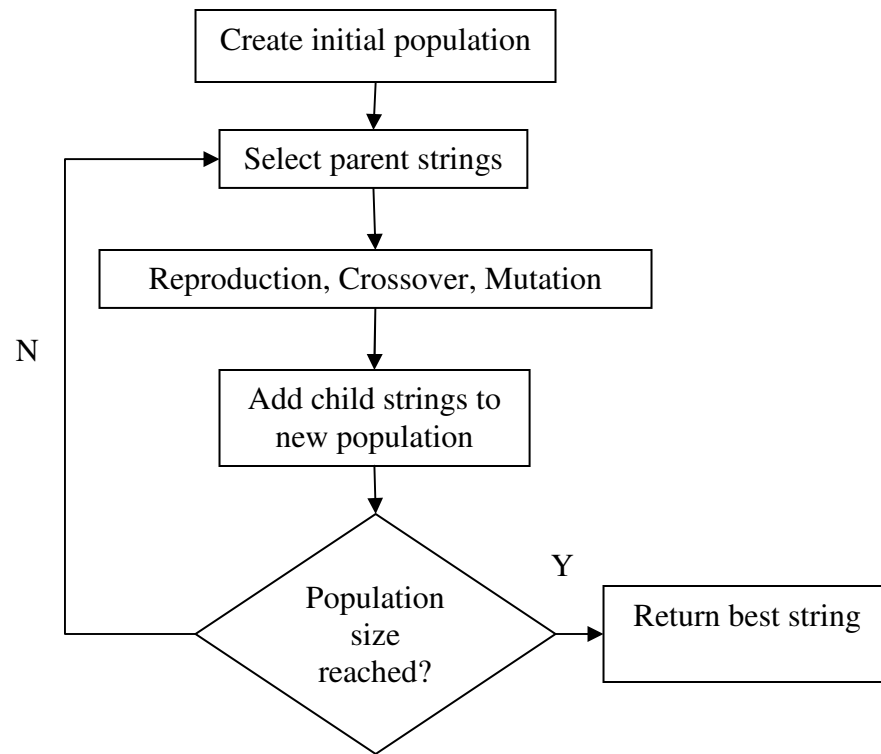 Create initial population
Select parent strings
Reproduction, Crossover, Mutation
N
Add child strings to
new population
Y
Population
size
reached?
Return best string